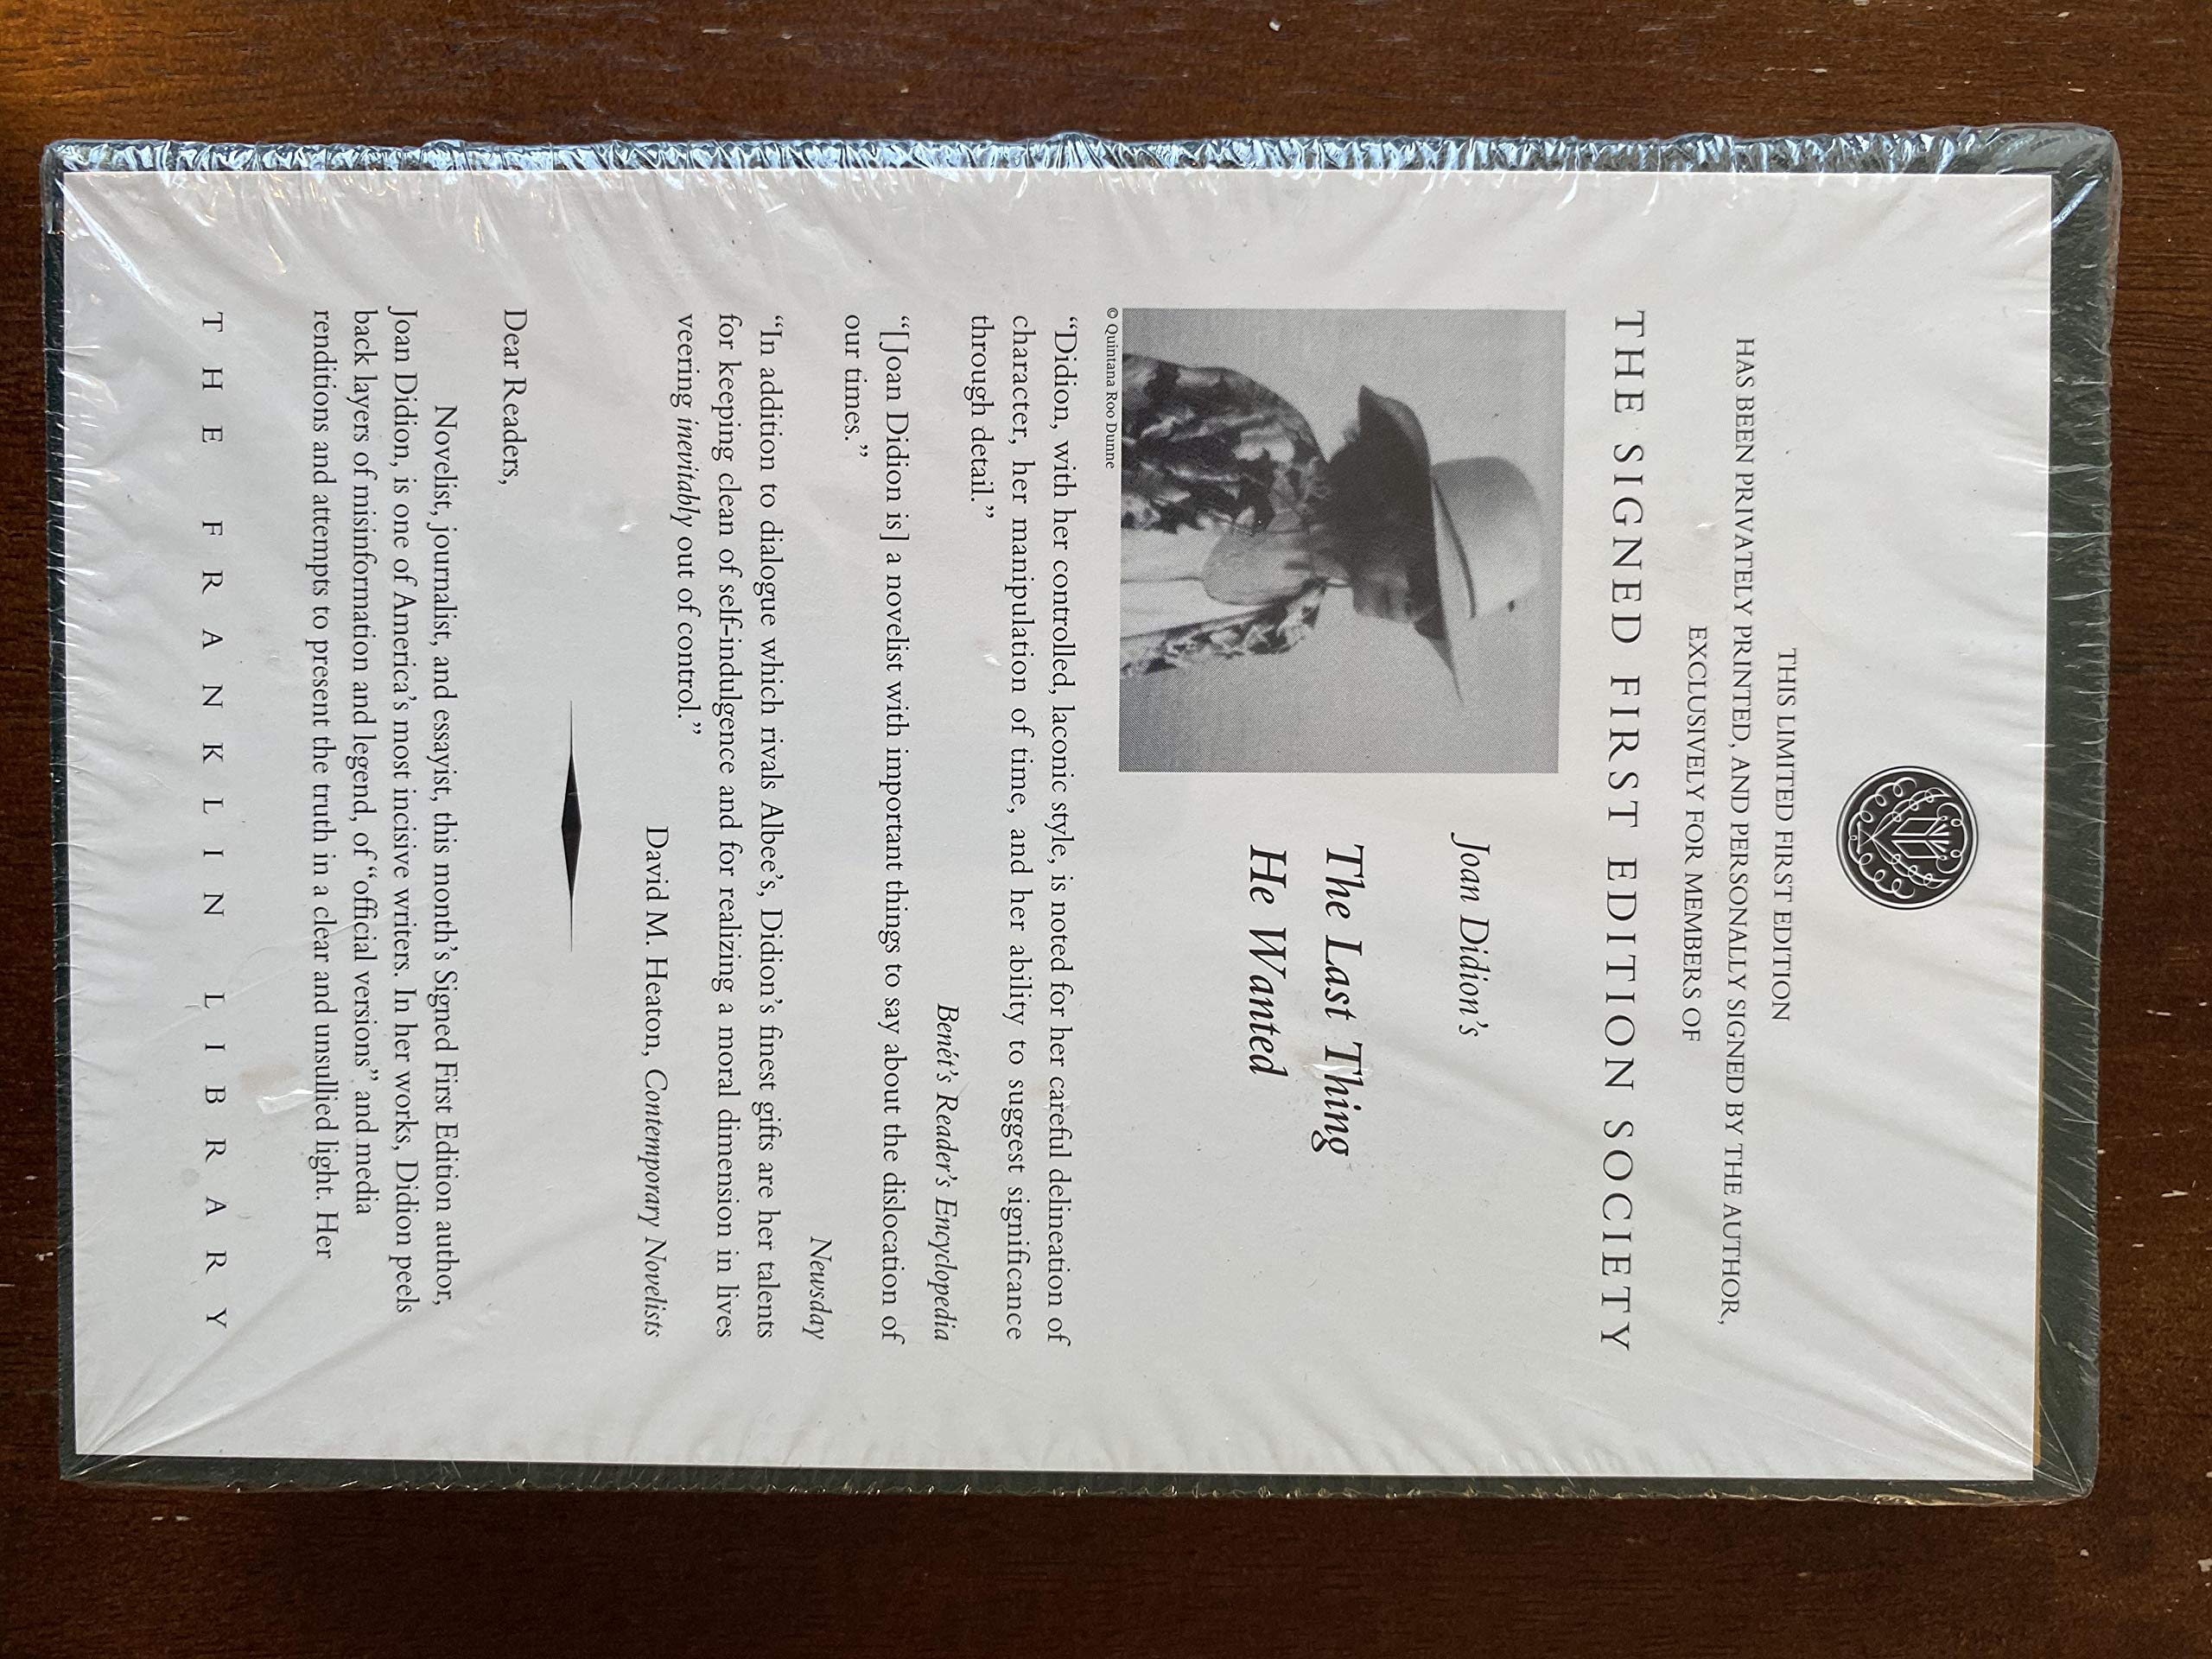 THIS LIMITED FIRST EDITION
HAS BEEN PRIVATELY PRINTED, AND PERSONALLY SIGNED BY THE AUTHOR,
EXCLUSIVELY FOR MEMBERS OF
THE SIGNED FIRST EDITION SOCIETY
Joan Didion's
The Last Thing
He Wanted
© Quintana Roo Dunne
“Didion, with her controlled, laconic style, is noted for her careful delineation of
character, her manipulation of time, and her ability to suggest significance
through detail.”
Benét's Reader's Encyclopedia
“[Joan Didion is] a novelist with important things to say about the dislocation of
our times.”
Newsday
“In addition to dialogue which rivals Albee's, Didion's finest gifts are her talents
for keeping clean of self-indulgence and for realizing a moral dimension in lives
veering inevitably out of control.”
David M. Heaton, Contemporary Novelists
Dear Readers,
Novelist, journalist, and essayist, this month's Signed First Edition author,
Joan Didion, is one of America's most incisive writers. In her works, Didion peels
back layers of misinformation and legend, of “official versions” and media
renditions and attempts to present the truth in a clear and unsullied light. Her
THE FRANKLIN LIBRARY